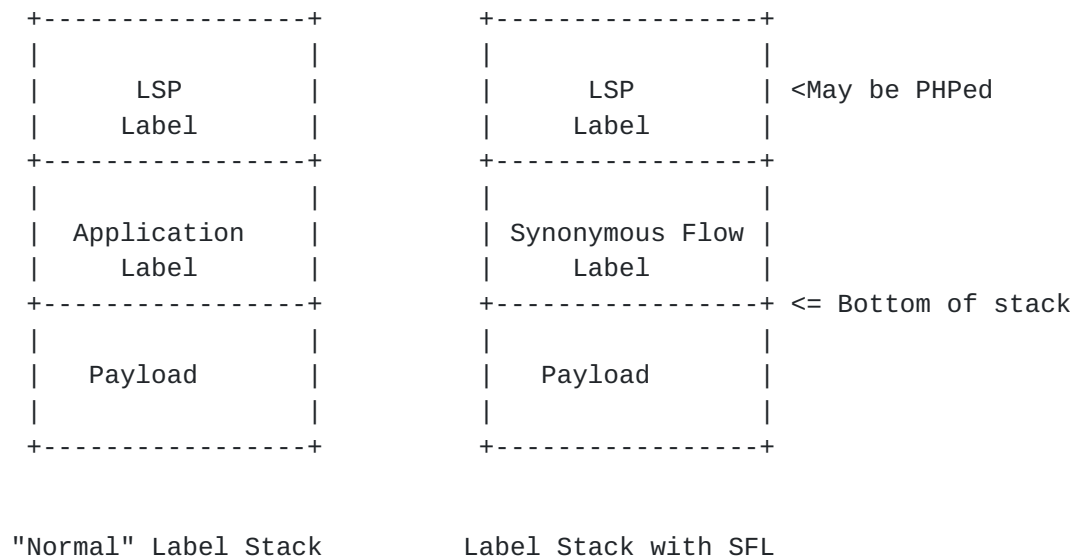 +-----------------+          +-----------------+
|                 |          |                 |
|      LSP        |          |      LSP        | <May be PHPed
|     Label       |          |     Label       |
+-----------------+          +-----------------+
|                 |          |                 |
|  Application    |          | Synonymous Flow |
|     Label       |          |     Label       |
+-----------------+          +-----------------+ <= Bottom of stack
|                 |          |                 |
|   Payload       |          |   Payload       |
|                 |          |                 |
+-----------------+          +-----------------+
"Normal" Label Stack         Label Stack with SFL